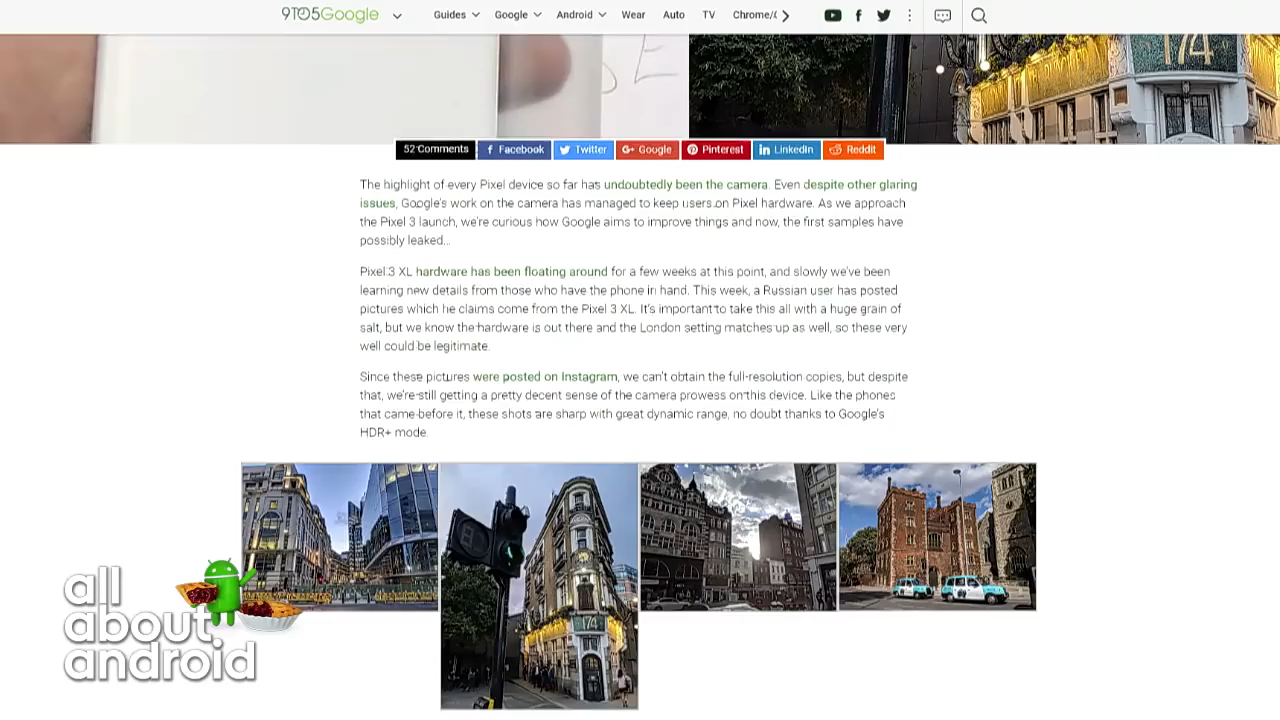 9TO5Google
Guides Google Android Wear Auto TV Chrome/
174
52 Comments Facebook Twitter Google Pinterest LinkedIn Reddit
The highlight of every Pixel device so far has undoubtedly been the camera. Even despite other glaring
issues, Google's work on the camera has managed to keep users on Pixel hardware. As we approach
the Pixel 3 launch, we're curious how Google aims to improve things and now, the first samples have
possibly leaked...
Pixel 3 XL hardware has been floating around for a few weeks at this point, and slowly we've been
learning new details from those who have the phone in hand. This week, a Russian user has posted
pictures which he claims come from the Pixel 3 XL. It's important to take this all with a huge grain of
salt, but we know the hardware is out there and the London setting matches up as well, so these very
well could be legitimate.
Since these pictures were posted on Instagram, we can't obtain the full-resolution copies, but despite
that, we're still getting a pretty decent sense of the camera prowess on this device. Like the phones
that came before it, these shots are sharp with great dynamic range, no doubt thanks to Google's
HDR+ mode.
174
all
about
android